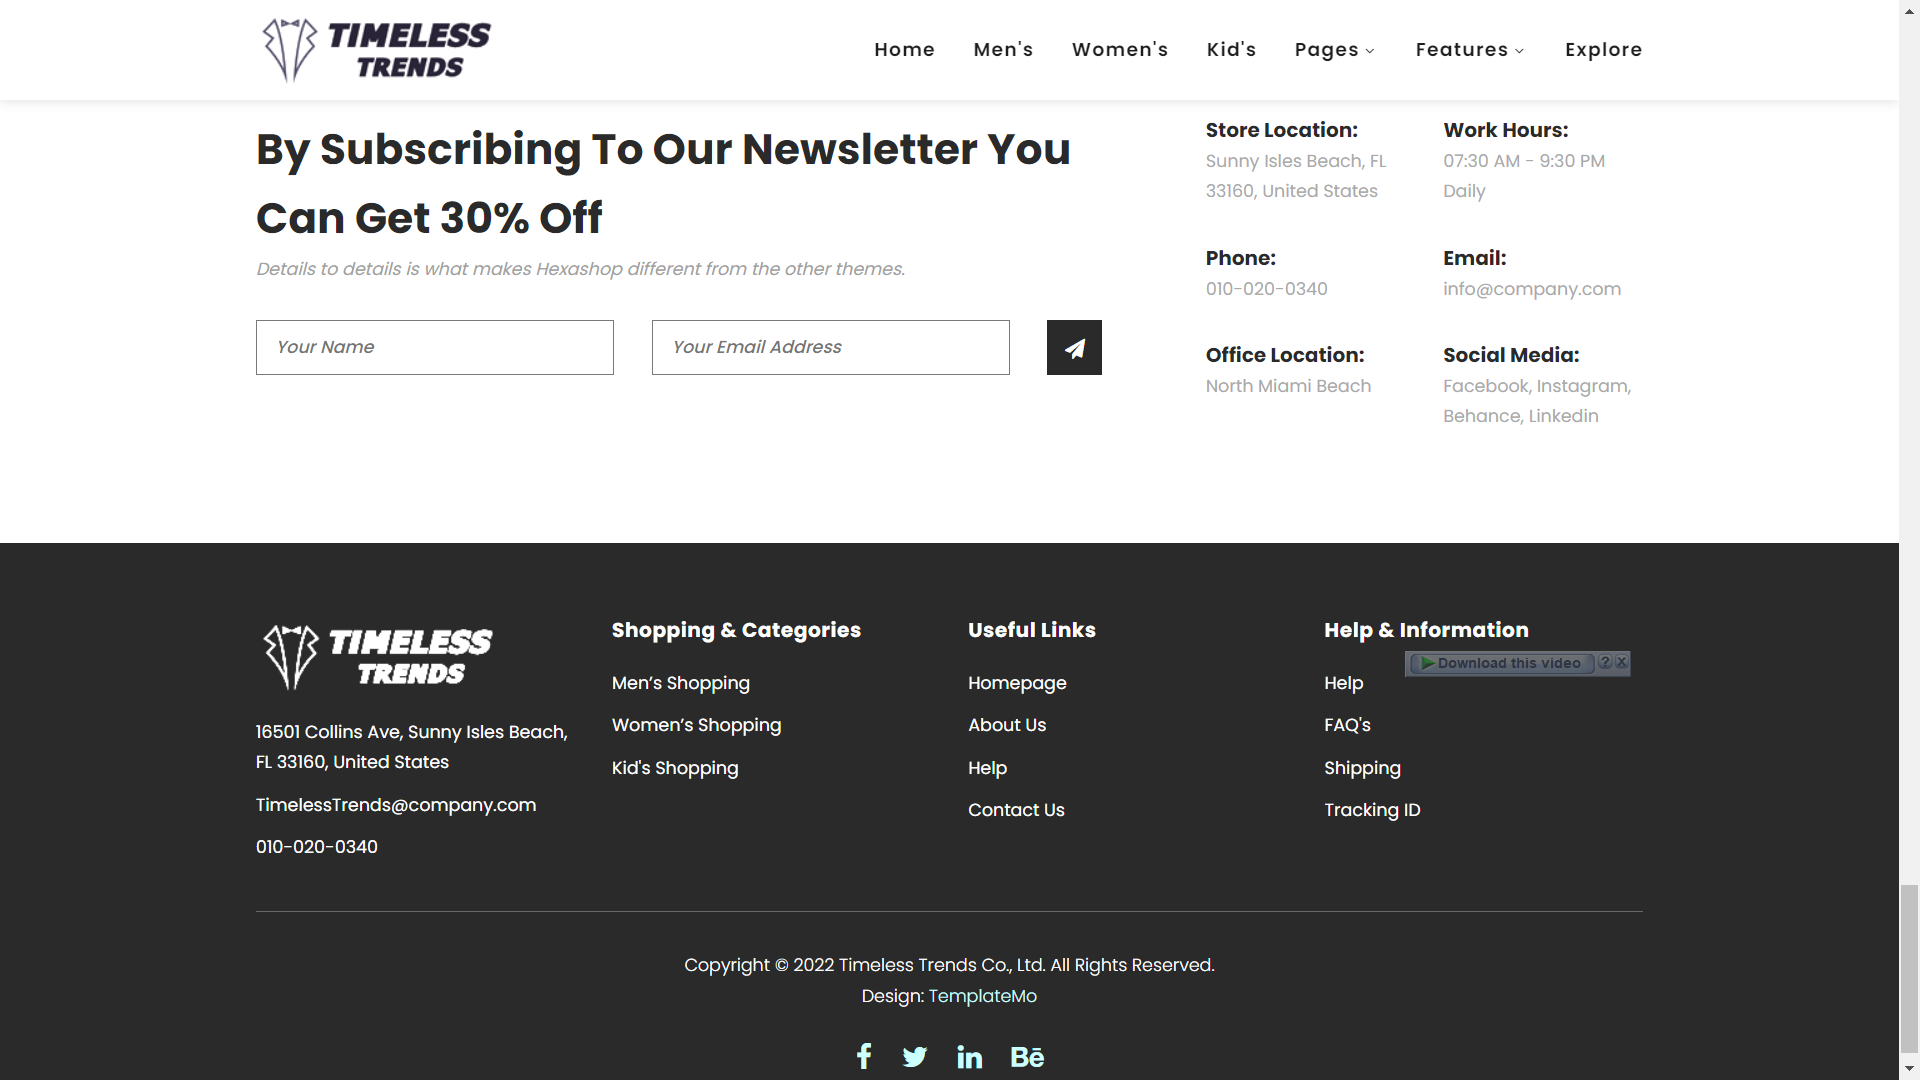 TIMELESS
TRENDS
Home Men's Women's Kid's Pages Features Explore
By Subscribing To Our Newsletter You
Can Get 30% Off
Details to details is what makes Hexashop different from the other themes.
Your Name
Your Email Address
Store Location:
Sunny Isles Beach, FL
33160, United States
Work Hours:
07:30 AM - 9:30 PM
Daily
Phone:
010-020-0340
Email:
info@company.com
Office Location:
North Miami Beach
Social Media:
Facebook, Instagram,
Behance, Linkedin
TIMELESS
TRENDS
16501 Collins Ave, Sunny Isles Beach,
FL 33160, United States
TimelessTrends@company.com
010-020-0340
Shopping & Categories
Men’s Shopping
Women’s Shopping
Kid's Shopping
Useful Links
Homepage
About Us
Help
Contact Us
Help & Information
Download this video ? X
Help
FAQ's
Shipping
Tracking ID
Copyright © 2022 Timeless Trends Co., Ltd. All Rights Reserved.
Design: TemplateMo
f in Bē